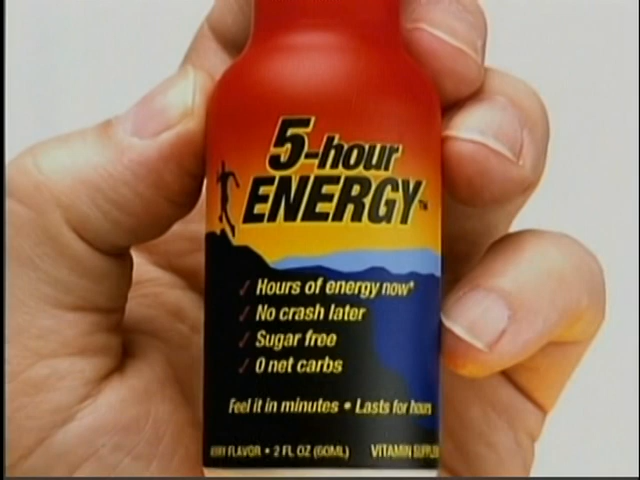 5-hour
ENERGY™
✓ Hours of energy now*
✓ No crash later
✓ Sugar free
✓ 0 net carbs
Feel it in minutes • Lasts for hours
FLAVOR • 2 FL OZ (60ML) VITAMIN